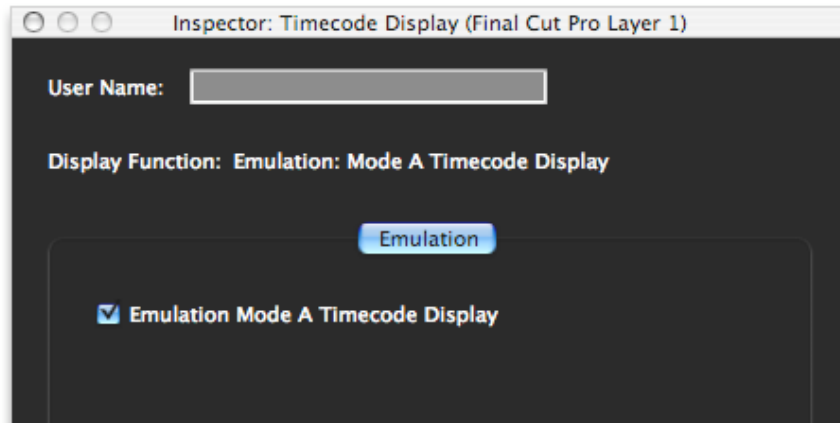 Inspector: Timecode Display (Final Cut Pro Layer 1)
User Name:
Display Function: Emulation: Mode A Timecode Display
Emulation
Emulation Mode A Timecode Display